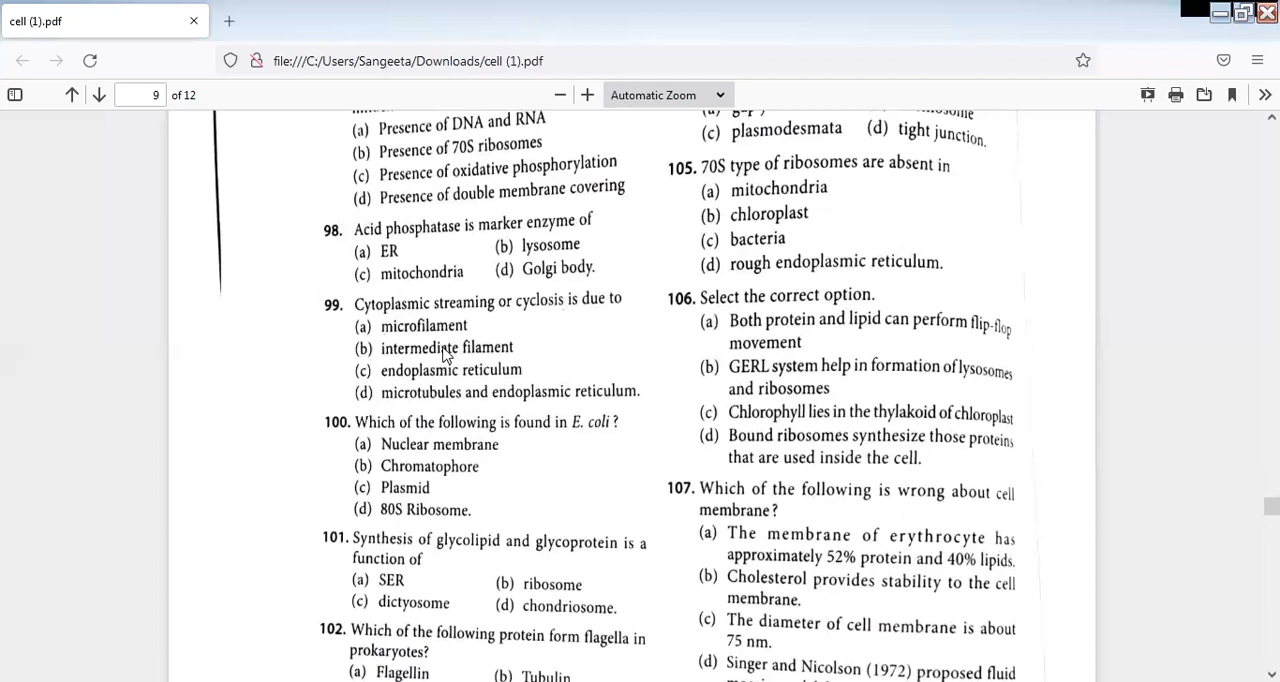 cell (1).pdf
file:///C:/Users/Sangeeta/Downloads/cell (1).pdf
9 of 12
Automatic Zoom
(a) Presence of DNA and RNA
(b) Presence of 70S ribosomes
(c) Presence of oxidative phosphorylation
(d) Presence of double membrane covering
98. Acid phosphatase is marker enzyme of
(a) ER (b) lysosome
(c) mitochondria (d) Golgi body.
99. Cytoplasmic streaming or cyclosis is due to
(a) microfilament
(b) intermediate filament
(c) endoplasmic reticulum
(d) microtubules and endoplasmic reticulum.
100. Which of the following is found in E. coli ?
(a) Nuclear membrane
(b) Chromatophore
(c) Plasmid
(d) 80S Ribosome.
101. Synthesis of glycolipid and glycoprotein is a
function of
(a) SER (b) ribosome
(c) dictyosome (d) chondriosome.
102. Which of the following protein form flagella in
prokaryotes?
(a) Flagellin (b) Tubulin
(c) plasmodesmata (d) tight junction.
105. 70S type of ribosomes are absent in
(a) mitochondria
(b) chloroplast
(c) bacteria
(d) rough endoplasmic reticulum.
106. Select the correct option.
(a) Both protein and lipid can perform flip-flop
movement
(b) GERL system help in formation of lysosomes
and ribosomes
(c) Chlorophyll lies in the thylakoid of chloroplast
(d) Bound ribosomes synthesize those proteins
that are used inside the cell.
107. Which of the following is wrong about cell
membrane?
(a) The membrane of erythrocyte has
approximately 52% protein and 40% lipids.
(b) Cholesterol provides stability to the cell
membrane.
(c) The diameter of cell membrane is about
75 nm.
(d) Singer and Nicolson (1972) proposed fluid